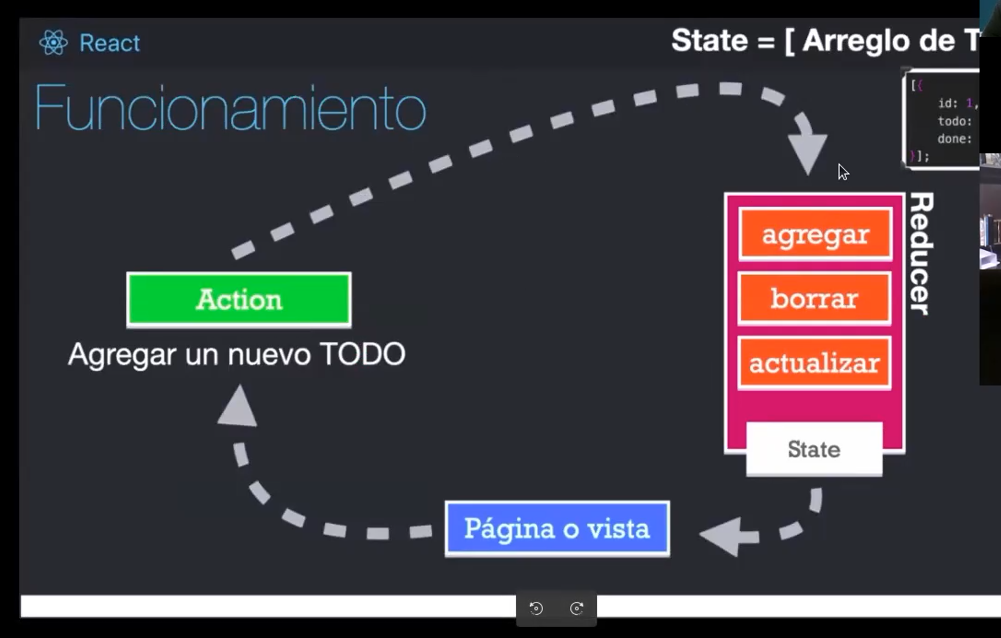 React
State = [ Arreglo de T
Funcionamiento
[{
id: 1,
todo:
done:
}];
Reducer
agregar
borrar
actualizar
State
Action
Agregar un nuevo TODO
Página o vista